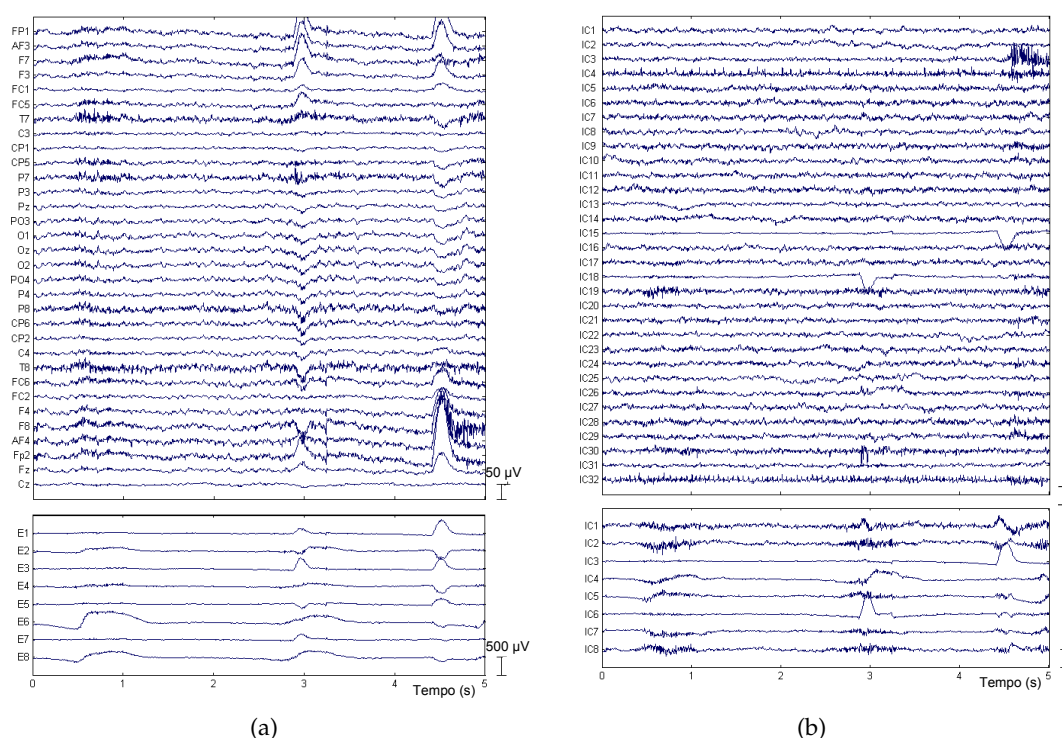 FP1
AF3
F7
F3
FC1
FC5
T7
C3
CP1
CP5
P7
P3
Pz
PO3
O1
Oz
O2
PO4
P4
P8
CP6
CP2
C4
T8
FC6
FC2
F4
F8
AF4
Fp2
Fz
Cz
50 µV
E1
E2
E3
E4
E5
E6
E7
E8
500 µV
0 1 2 3 4 5
Tempo (s)
(a)
IC1
IC2
IC3
IC4
IC5
IC6
IC7
IC8
IC9
IC10
IC11
IC12
IC13
IC14
IC15
IC16
IC17
IC18
IC19
IC20
IC21
IC22
IC23
IC24
IC25
IC26
IC27
IC28
IC29
IC30
IC31
IC32
IC1
IC2
IC3
IC4
IC5
IC6
IC7
IC8
0 1 2 3 4 5
Tempo (s)
(b)